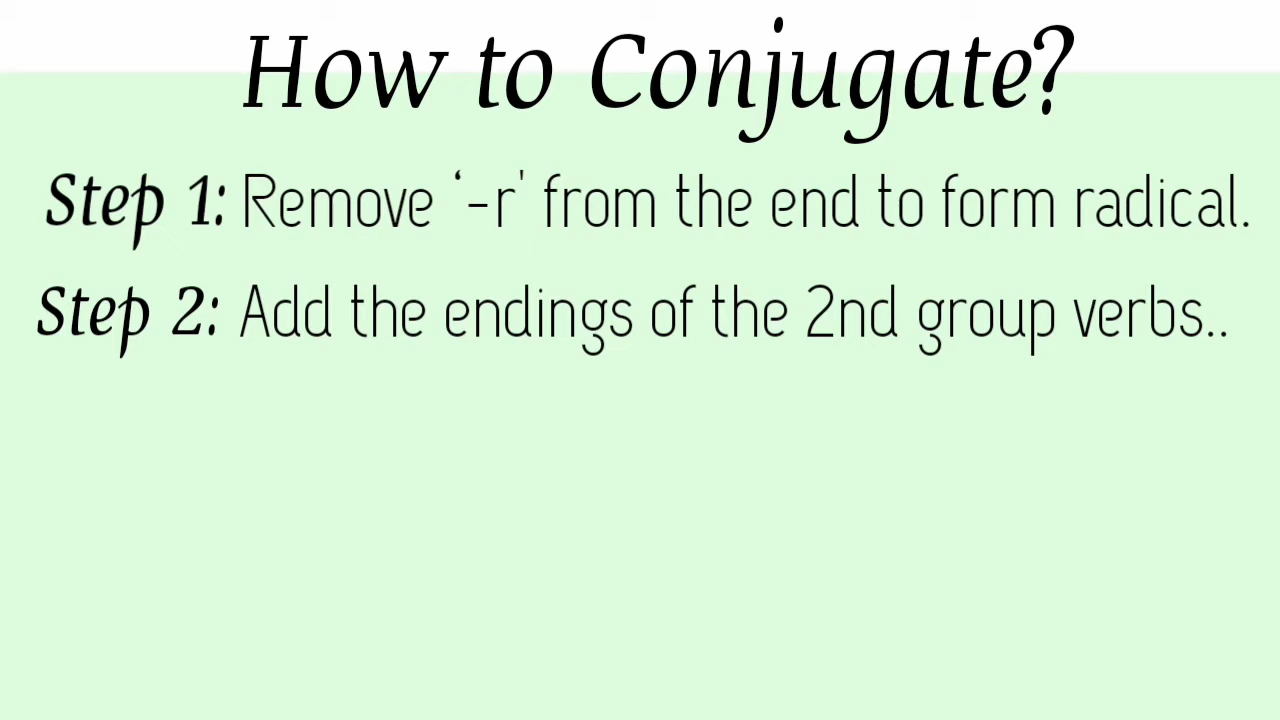 How to Conjugate?
Step 1: Remove ‘-r' from the end to form radical.
Step 2: Add the endings of the 2nd group verbs..